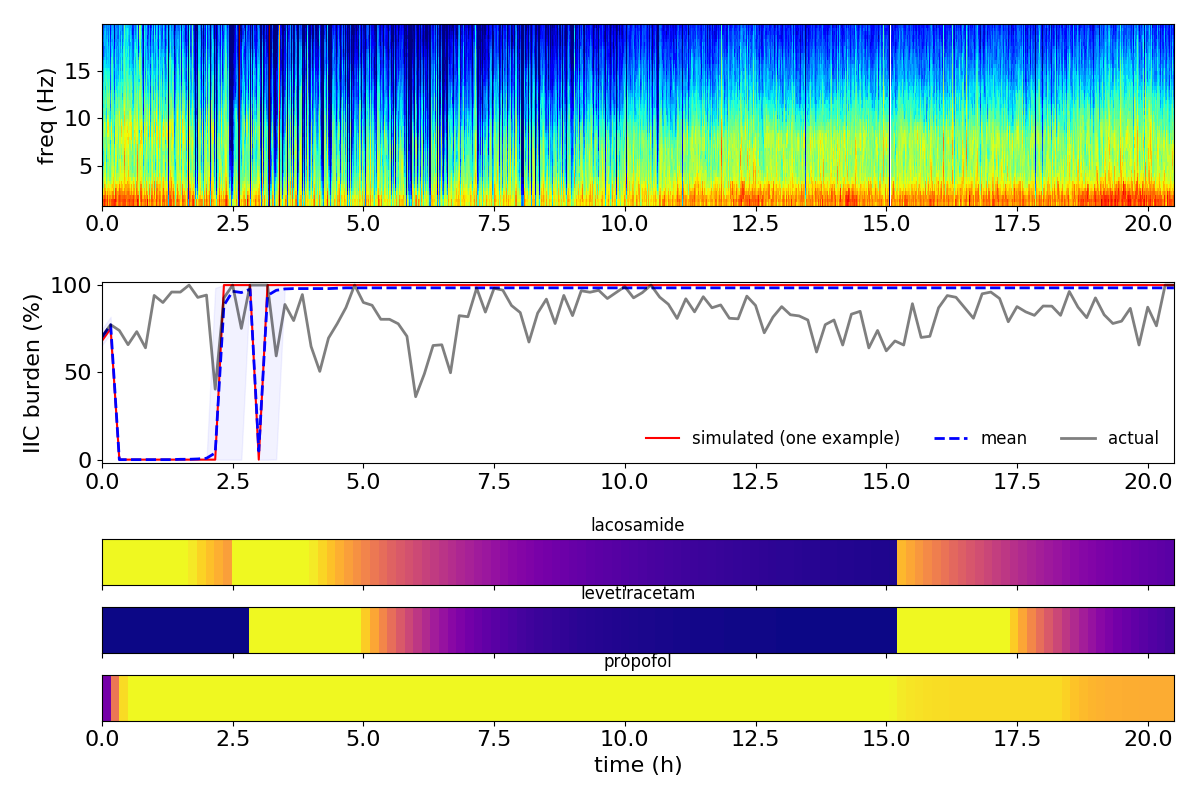 freq (Hz)
15
10
5
0.0 2.5 5.0 7.5 10.0 12.5 15.0 17.5 20.0
IIC burden (%)
100
50
0
simulated (one example) mean actual
0.0 2.5 5.0 7.5 10.0 12.5 15.0 17.5 20.0
lacosamide
levetiracetam
propofol
0.0 2.5 5.0 7.5 10.0 12.5 15.0 17.5 20.0
time (h)